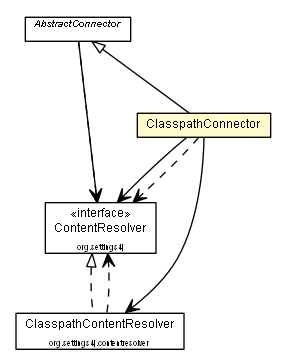 AbstractConnector
ClasspathConnector
«interface»
ContentResolver
org.settings4j
ClasspathContentResolver
org.settings4j.contentresolver